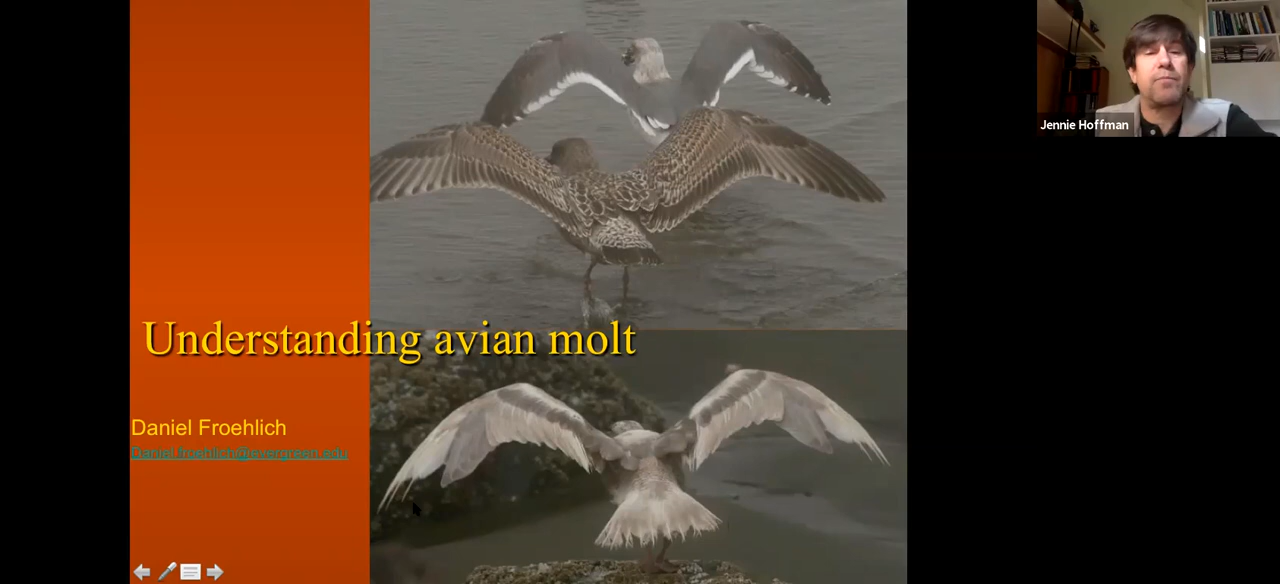 Jennie Hoffman
Understanding avian molt
Daniel Froehlich
Daniel.froehlich@evergreen.edu